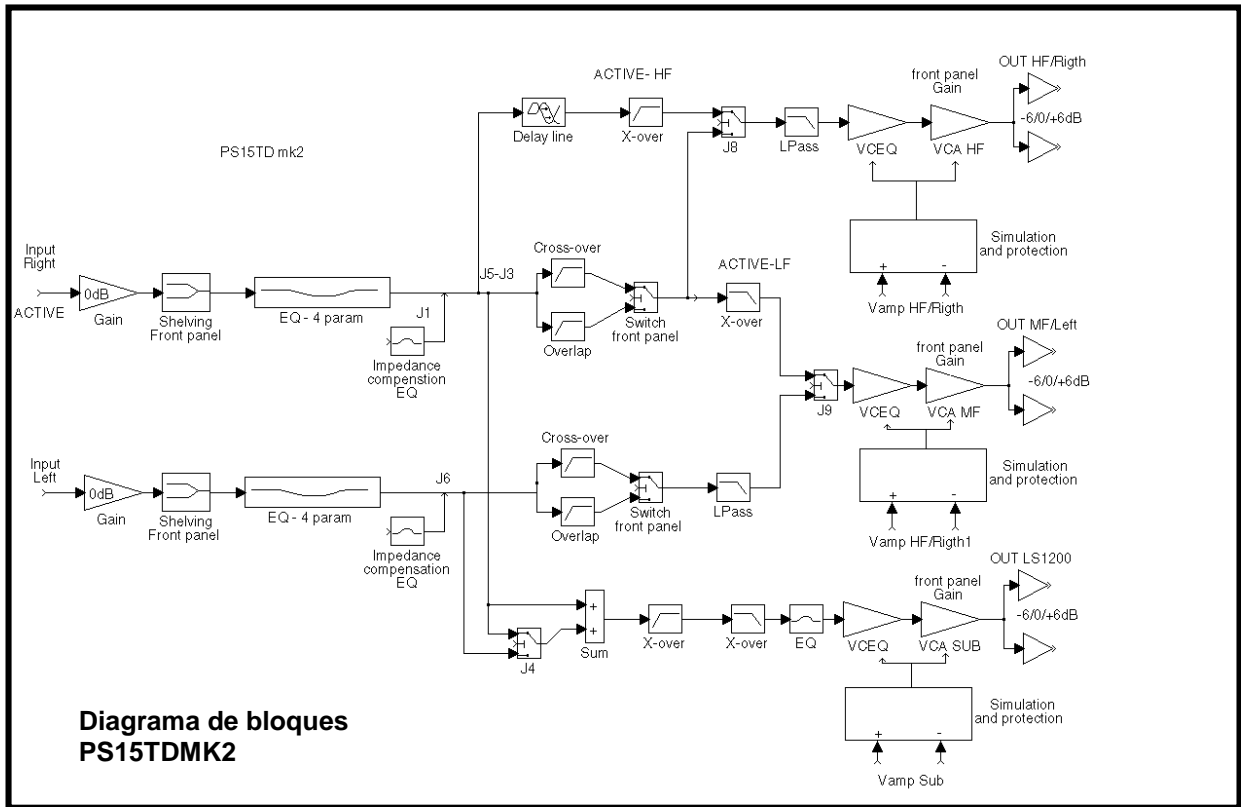 OUT HF/Rigth
ACTIVE- HF
front panel
Gain
Delay line
X-over
J8
LPass
VCEQ
VCA HF
-6/0/+6dB
PS15TD mk2
Simulation
and protection
+ -
Vamp HF/Rigth
Input
Right
ACTIVE
0dB
Gain
Shelving
Front panel
EQ - 4 param
J1
Impedance
compenstion
EQ
J5-J3
Cross-over
Overlap
Switch
front panel
ACTIVE-LF
X-over
OUT MF/Left
front panel
Gain
J9
VCEQ
VCA MF
-6/0/+6dB
Simulation
and protection
+ -
Vamp HF/Rigth1
Input
Left
0dB
Gain
Shelving
Front panel
EQ - 4 param
J6
Impedance
compensation
EQ
Cross-over
Overlap
Switch
front panel
LPass
OUT LS1200
front panel
Gain
J4
+
+
Sum
X-over
X-over
EQ
VCEQ
VCA SUB
-6/0/+6dB
Simulation
and protection
+ -
Vamp Sub
Diagrama de bloques
PS15TDMK2